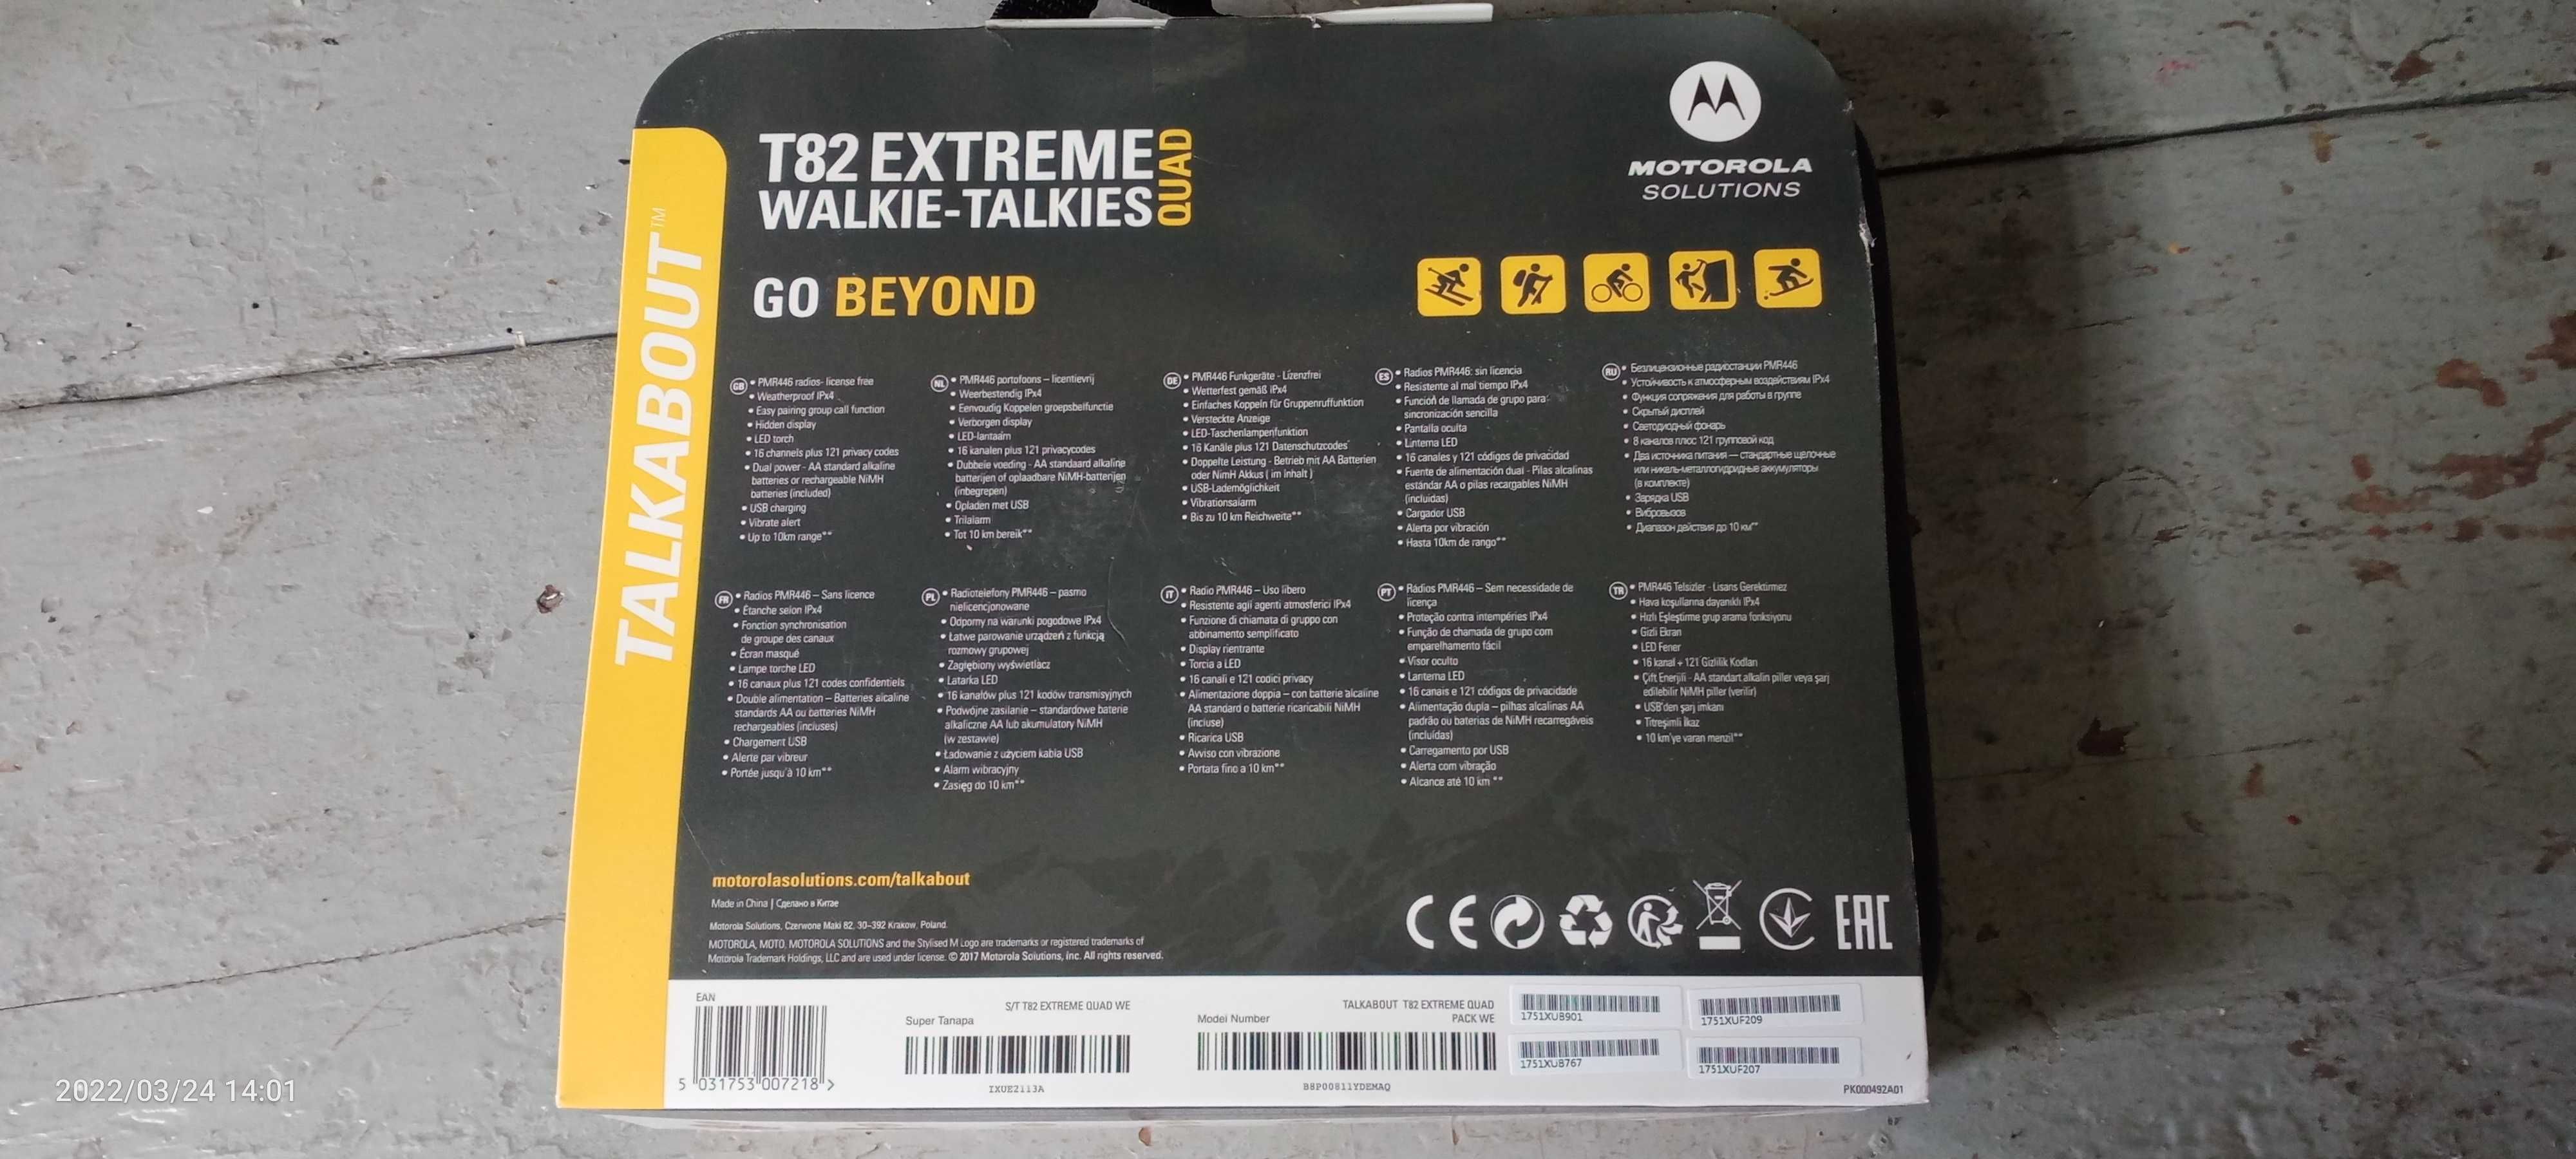 T82 EXTREME
WALKIE-TALKIES
QUAD
MOTOROLA
SOLUTIONS
TALKABOUT™
GO BEYOND
GB
• PMR446 radios- license free
• Weatherproof IPx4
• Easy pairing group call function
• Hidden display
• LED torch
• 16 channels plus 121 privacy codes
• Dual power - AA standard alkaline
batteries or rechargeable NiMH
batteries (included)
• USB charging
• Vibrate alert
• Up to 10km range**
NL
• PMR446 portofoons – licentievrij
• Weerbestendig IPx4
• Eenvoudig Koppelen groepsbelfunctie
• Verborgen display
• LED-lantaarn
• 16 kanalen plus 121 privacycodes
• Dubbele voeding - AA standaard alkaline
batterijen of oplaadbare NiMH-batterijen
(inbegrepen)
• Opladen met USB
• Trilalarm
• Tot 10 km bereik**
DE
• PMR446 Funkgeräte - Lizenzfrei
• Wetterfest gemäß IPx4
• Einfaches Koppeln für Gruppenruffunktion
• Versteckte Anzeige
• LED-Taschenlampenfunktion
• 16 Kanäle plus 121 Datenschutzcodes
• Doppelte Leistung - Betrieb mit AA Batterien
oder NimH Akkus ( im Inhalt )
• USB-Lademöglichkeit
• Vibrationsalarm
• Bis zu 10 km Reichweite**
ES
• Radios PMR446: sin licencia
• Resistente al mal tiempo IPx4
• Función de llamada de grupo para
sincronización sencilla
• Pantalla oculta
• Linterna LED
• 16 canales y 121 códigos de privacidad
• Fuente de alimentación dual - Pilas alcalinas
estándar AA o pilas recargables NiMH
(incluidas)
• Cargador USB
• Alerta por vibración
• Hasta 10km de rango**
RU
• Безлицензионные радиостанции PMR446
• Устойчивость к атмосферным воздействиям IPx4
• Функция сопряжения для работы в группе
• Скрытый дисплей
• Светодиодный фонарь
• 8 каналов плюс 121 групповой код
• Два источника питания — стандартные щелочные
или никель-металлогидридные аккумуляторы
(в комплекте)
• Зарядка USB
• Вибровызов
• Диапазон действия до 10 км**
FR
• Radios PMR446 – Sans licence
• Étanche selon IPx4
• Fonction synchronisation
de groupe des canaux
• Écran masqué
• Lampe torche LED
• 16 canaux plus 121 codes confidentiels
• Double alimentation – Batteries alcaline
standards AA ou batteries NiMH
rechargeables (incluses)
• Chargement USB
• Alerte par vibreur
• Portée jusqu'à 10 km**
PL
• Radiotelefony PMR446 – pasmo
nielicencjonowane
• Odporny na warunki pogodowe IPx4
• Łatwe parowanie urządzeń z funkcją
rozmowy grupowej
• Zagłębiony wyświetlacz
• Latarka LED
• 16 kanałów plus 121 kodów transmisyjnych
• Podwójne zasilanie – standardowe baterie
alkaliczne AA lub akumulatory NiMH
(w zestawie)
• Ładowanie z użyciem kabla USB
• Alarm wibracyjny
• Zasięg do 10 km**
IT
• Radio PMR446 – Uso libero
• Resistente agli agenti atmosferici IPx4
• Funzione di chiamata di gruppo con
abbinamento semplificato
• Display rientrante
• Torcia a LED
• 16 canali e 121 codici privacy
• Alimentazione doppia – con batterie alcaline
AA standard o batterie ricaricabili NiMH
(incluse)
• Ricarica USB
• Avviso con vibrazione
• Portata fino a 10 km**
PT
• Rádios PMR446 – Sem necessidade de
licença
• Proteção contra intempéries IPx4
• Função de chamada de grupo com
emparelhamento fácil
• Visor oculto
• Lanterna LED
• 16 canais e 121 códigos de privacidade
• Alimentação dupla – pilhas alcalinas AA
padrão ou baterias de NiMH recarregáveis
(incluídas)
• Carregamento por USB
• Alerta com vibração
• Alcance até 10 km **
TR
• PMR446 Telsizler - Lisans Gerektirmez
• Hava koşullarına dayanıklı IPx4
• Hızlı Eşleştirme grup arama fonksiyonu
• Gizli Ekran
• LED Fener
• 16 kanal + 121 Gizlilik Kodları
• Çift Enerjili - AA standart alkalin piller veya şarj
edilebilir NiMH piller (verilir)
• USB'den şarj imkanı
• Titreşimli İkaz
• 10 km'ye varan menzil**
motorolasolutions.com/talkabout
Made in China | Сделано в Китае
Motorola Solutions, Czerwone Maki 82, 30-392 Krakow, Poland.
MOTOROLA, MOTO, MOTOROLA SOLUTIONS and the Stylised M Logo are trademarks or registered trademarks of
Motorola Trademark Holdings, LLC and are used under license. © 2017 Motorola Solutions, Inc. All rights reserved.
CE
EAC
EAN
5 031753 007218 >
S/T T82 EXTREME QUAD WE
Super Tanapa
IXUE2113A
TALKABOUT T82 EXTREME QUAD
Model Number PACK WE
B8P00811YDEMAQ
1751XUB901
1751XUF209
1751XUB767
1751XUF207
PK000492A01
2022/03/24 14:01